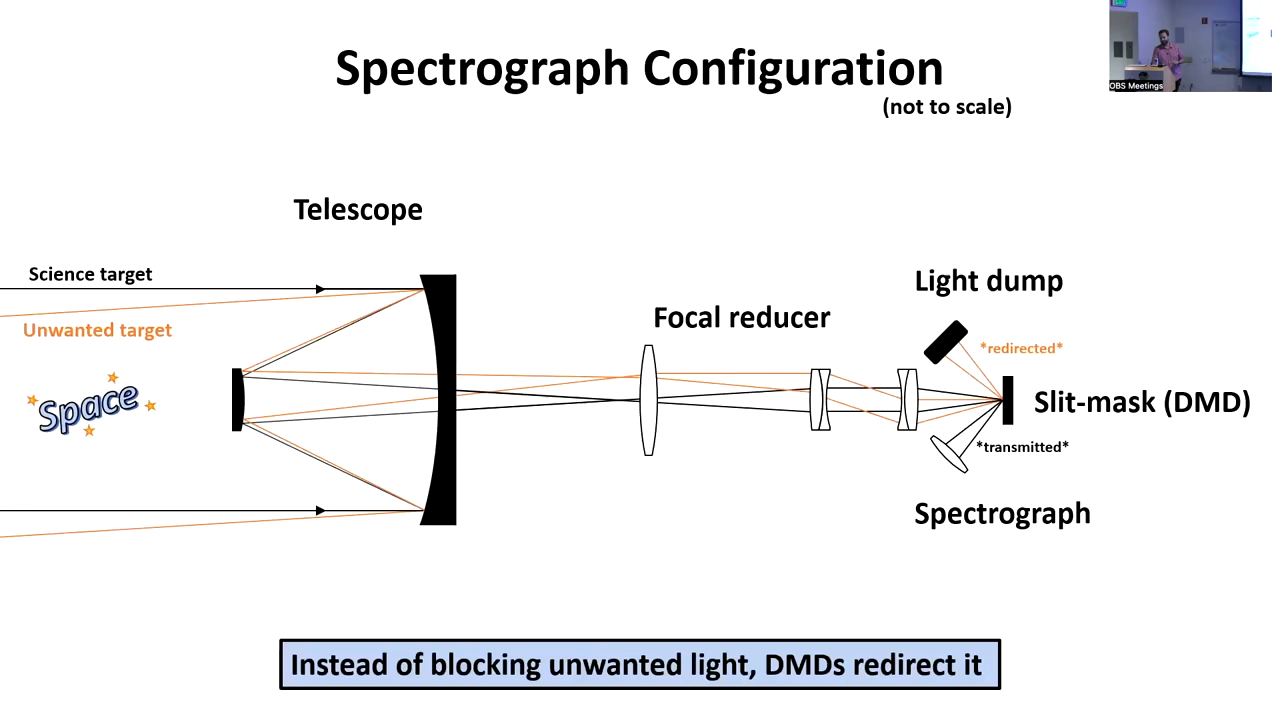 Spectrograph Configuration
(not to scale)
OBS Meetings
Telescope
Science target
Unwanted target
Space
Focal reducer
Light dump
*redirected*
Slit-mask (DMD)
*transmitted*
Spectrograph
Instead of blocking unwanted light, DMDs redirect it